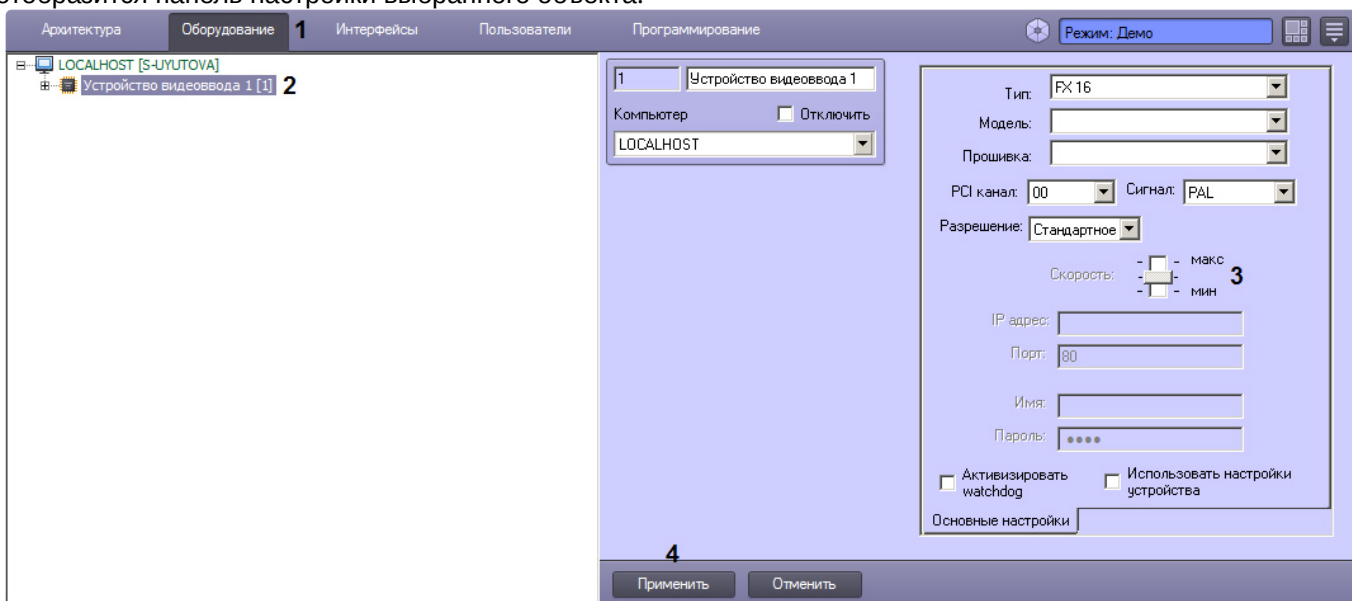 отобразится панель настройки выбранного объекта.
Архитектура Оборудование 1 Интерфейсы Пользователи Программирование Режим: Демо
LOCALHOST [S-UYUTOVA]
Устройство видеоввода 1 [1] 2
1 Устройство видеоввода 1
Компьютер Отключить
LOCALHOST
Тип: FX 16
Модель:
Прошивка:
PCI канал: 00 Сигнал: PAL
Разрешение: Стандартное
макс
Скорость: 3
мин
IP адрес:
Порт: 80
Имя:
Пароль: ••••
Активизировать watchdog
Использовать настройки устройства
Основные настройки
4
Применить Отменить